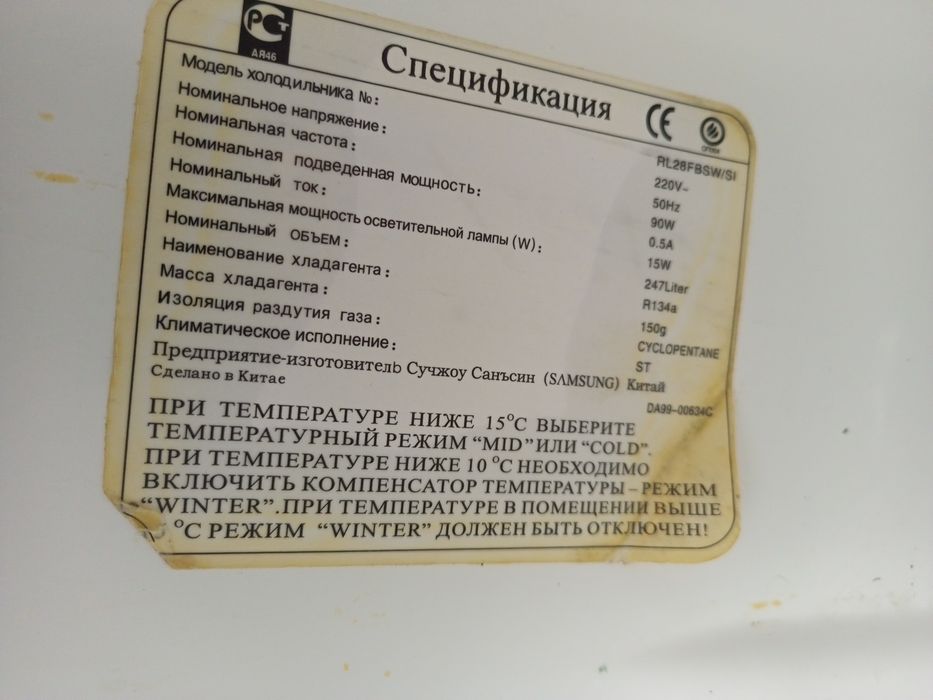 РСТ
АЯ46
Спецификация
CE
Модель холодильника №: RL28FBSW/SI
Номинальное напряжение: 220V~
Номинальная частота: 50Hz
Номинальная подведенная мощность: 90W
Номинальный ток: 0.5A
Максимальная мощность осветительной лампы (W): 15W
Номинальный ОБЪЕМ: 247Liter
Наименование хладагента: R134a
Масса хладагента: 150g
Изоляция раздутия газа: CYCLOPENTANE
Климатическое исполнение: ST
Предприятие-изготовитель Сучжоу Санъсин (SAMSUNG) Китай
Сделано в Китае DA99-00634C
ПРИ ТЕМПЕРАТУРЕ НИЖЕ 15°C ВЫБЕРИТЕ
ТЕМПЕРАТУРНЫЙ РЕЖИМ “MID” ИЛИ “COLD”.
ПРИ ТЕМПЕРАТУРЕ НИЖЕ 10 °C НЕОБХОДИМО
ВКЛЮЧИТЬ КОМПЕНСАТОР ТЕМПЕРАТУРЫ – РЕЖИМ
“WINTER”. ПРИ ТЕМПЕРАТУРЕ В ПОМЕЩЕНИИ ВЫШЕ
°C РЕЖИМ “WINTER” ДОЛЖЕН БЫТЬ ОТКЛЮЧЕН!